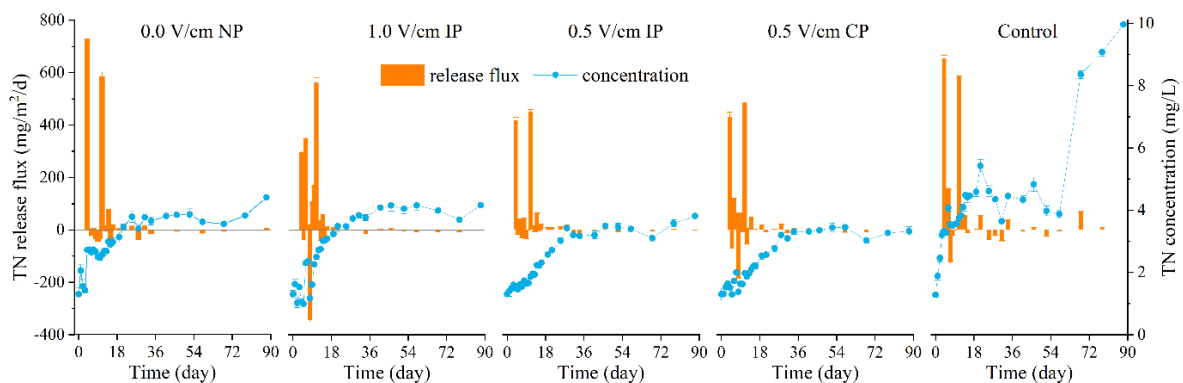 0.0 V/cm NP 1.0 V/cm IP 0.5 V/cm IP 0.5 V/cm CP Control
release flux concentration
TN release flux (mg/m²/d)
800
600
400
200
0
-200
-400
TN concentration (mg/L)
10
8
6
4
2
0
0 18 36 54 72 90 0 18 36 54 72 90 0 18 36 54 72 90 0 18 36 54 72 90 0 18 36 54 72 90
Time (day) Time (day) Time (day) Time (day) Time (day)